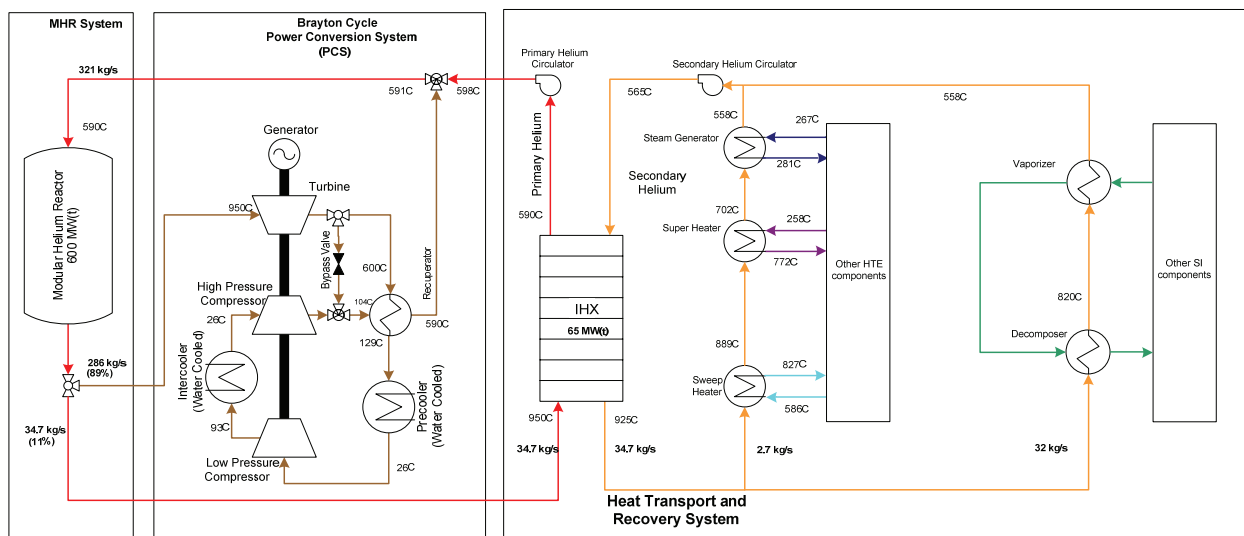 MHR System
Brayton Cycle
Power Conversion System
(PCS)
321 kg/s
590C
Modular Helium Reactor
600 MW(t)
286 kg/s
(89%)
34.7 kg/s
(11%)
Generator
Turbine
950C
Bypass Valve
600C
Recuperator
591C
598C
High Pressure
Compressor
104C
590C
26C
129C
Intercooler
(Water Cooled)
Precooler
(Water Cooled)
93C
Low Pressure
Compressor
26C
Primary Helium
Circulator
Primary Helium
590C
IHX
65 MW(t)
950C
925C
34.7 kg/s
34.7 kg/s
Secondary Helium Circulator
565C
558C
558C
Steam Generator
267C
281C
Secondary
Helium
702C
Super Heater
258C
772C
889C
Sweep
Heater
827C
586C
2.7 kg/s
Other HTE
components
Vaporizer
820C
Decomposer
32 kg/s
Other SI
components
Heat Transport and
Recovery System